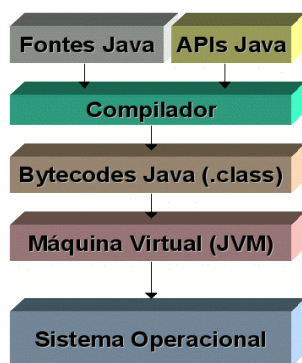 Fontes Java
APIs Java
Compilador
Bytecodes Java (.class)
Máquina Virtual (JVM)
Sistema Operacional